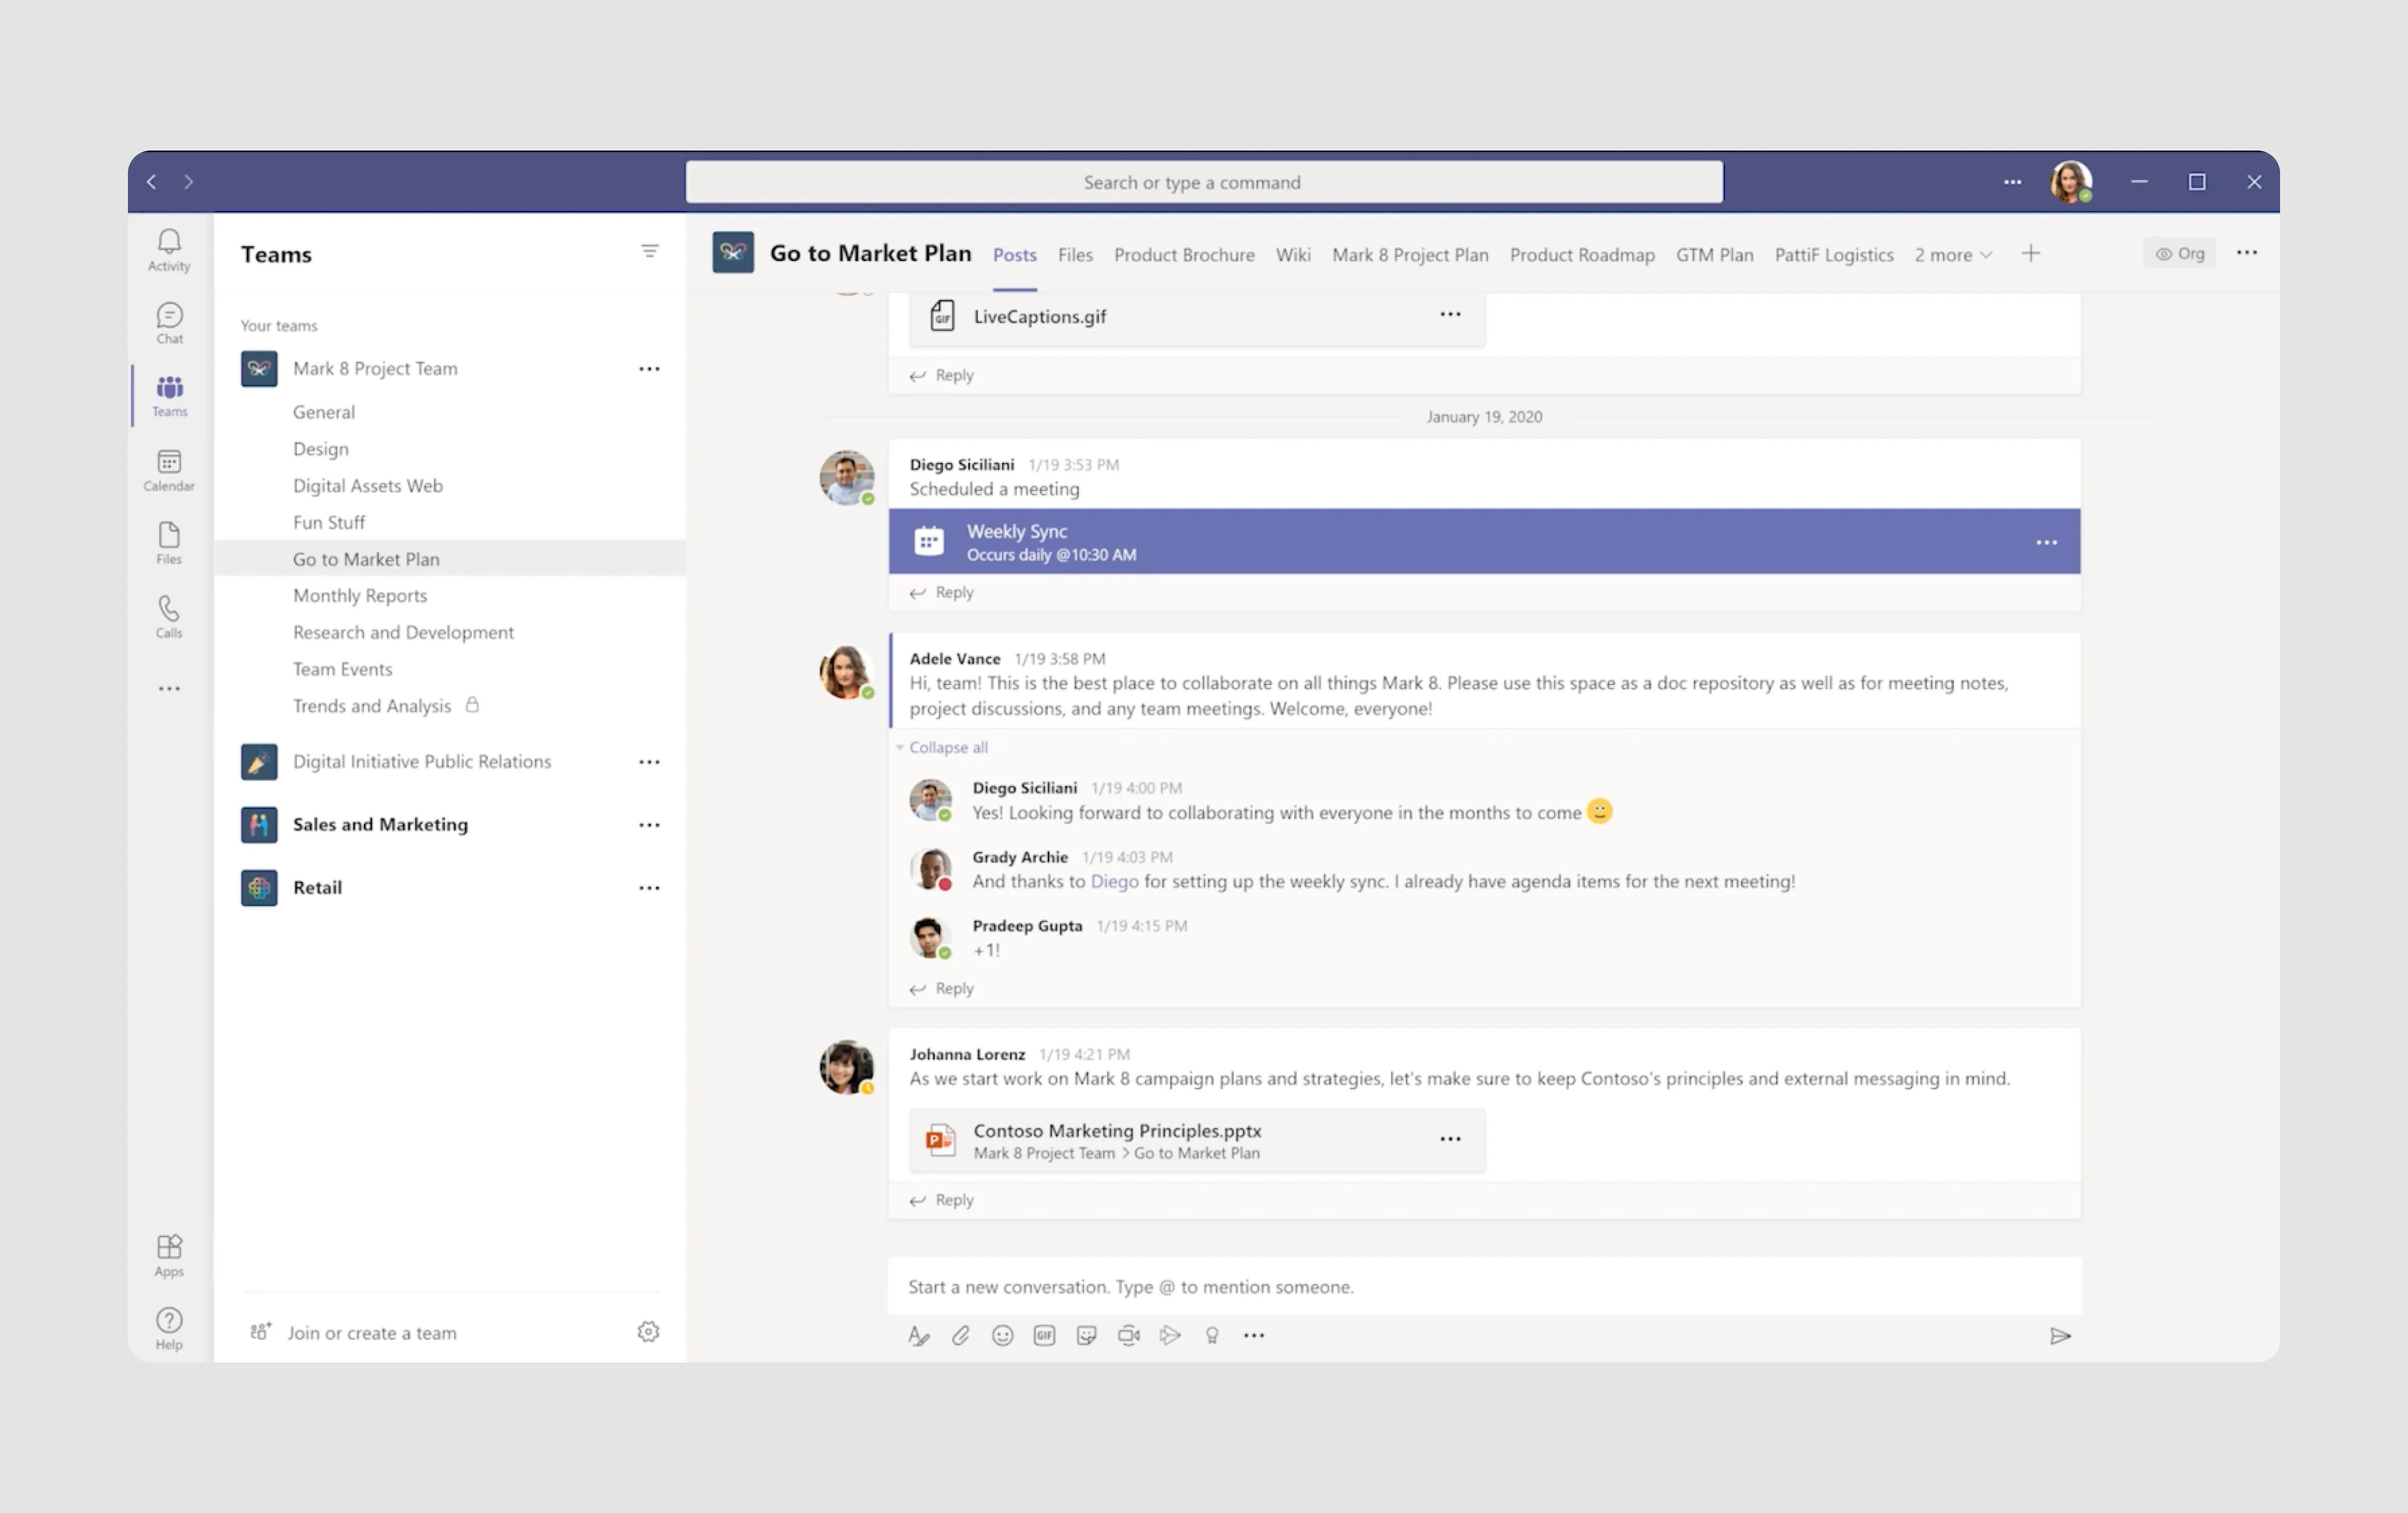 Search or type a command
Activity
Chat
Teams
Calendar
Files
Calls
Apps
Help
Teams
Your teams
Mark 8 Project Team
General
Design
Digital Assets Web
Fun Stuff
Go to Market Plan
Monthly Reports
Research and Development
Team Events
Trends and Analysis
Digital Initiative Public Relations
Sales and Marketing
Retail
Join or create a team
Go to Market Plan Posts Files Product Brochure Wiki Mark 8 Project Plan Product Roadmap GTM Plan PattiF Logistics 2 more Org
GIF LiveCaptions.gif
Reply
January 19, 2020
Diego Siciliani 1/19 3:53 PM
Scheduled a meeting
Weekly Sync
Occurs daily @10:30 AM
Reply
Adele Vance 1/19 3:58 PM
Hi, team! This is the best place to collaborate on all things Mark 8. Please use this space as a doc repository as well as for meeting notes,
project discussions, and any team meetings. Welcome, everyone!
Collapse all
Diego Siciliani 1/19 4:00 PM
Yes! Looking forward to collaborating with everyone in the months to come
Grady Archie 1/19 4:03 PM
And thanks to Diego for setting up the weekly sync. I already have agenda items for the next meeting!
Pradeep Gupta 1/19 4:15 PM
+1!
Reply
Johanna Lorenz 1/19 4:21 PM
As we start work on Mark 8 campaign plans and strategies, let's make sure to keep Contoso's principles and external messaging in mind.
P Contoso Marketing Principles.pptx
Mark 8 Project Team > Go to Market Plan
Reply
Start a new conversation. Type @ to mention someone.
GIF